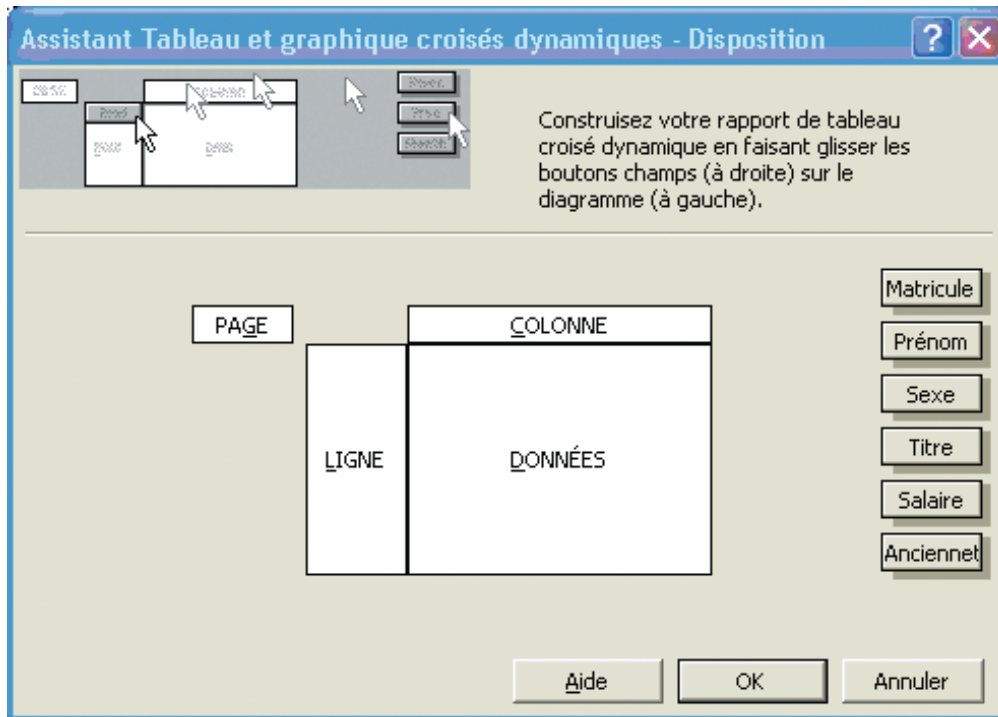 Assistant Tableau et graphique croisés dynamiques - Disposition
Construisez votre rapport de tableau
croisé dynamique en faisant glisser les
boutons champs (à droite) sur le
diagramme (à gauche).
PAGE
COLONNE
LIGNE
DONNÉES
Matricule
Prénom
Sexe
Titre
Salaire
Anciennet
Aide
OK
Annuler